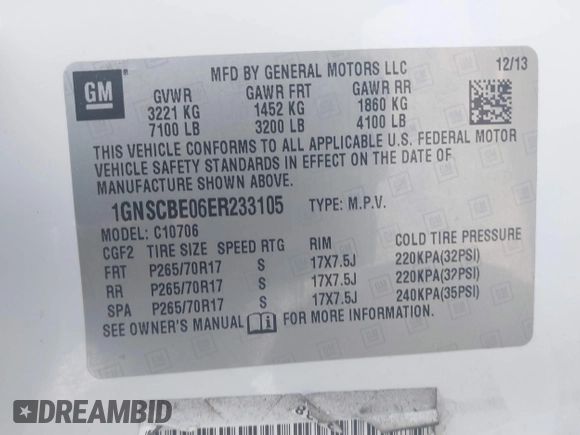 GM
MFD BY GENERAL MOTORS LLC 12/13
GVWR GAWR FRT GAWR RR
3221 KG 1452 KG 1860 KG
7100 LB 3200 LB 4100 LB
THIS VEHICLE CONFORMS TO ALL APPLICABLE U.S. FEDERAL MOTOR
VEHICLE SAFETY STANDARDS IN EFFECT ON THE DATE OF
MANUFACTURE SHOWN ABOVE.
1GNSCBE06ER233105 TYPE: M.P.V.
MODEL: C10706
CGF2 TIRE SIZE SPEED RTG RIM COLD TIRE PRESSURE
FRT P265/70R17 S 17X7.5J 220KPA(32PSI)
RR P265/70R17 S 17X7.5J 220KPA(32PSI)
SPA P265/70R17 S 17X7.5J 240KPA(35PSI)
SEE OWNER'S MANUAL FOR MORE INFORMATION.
DREAMBID